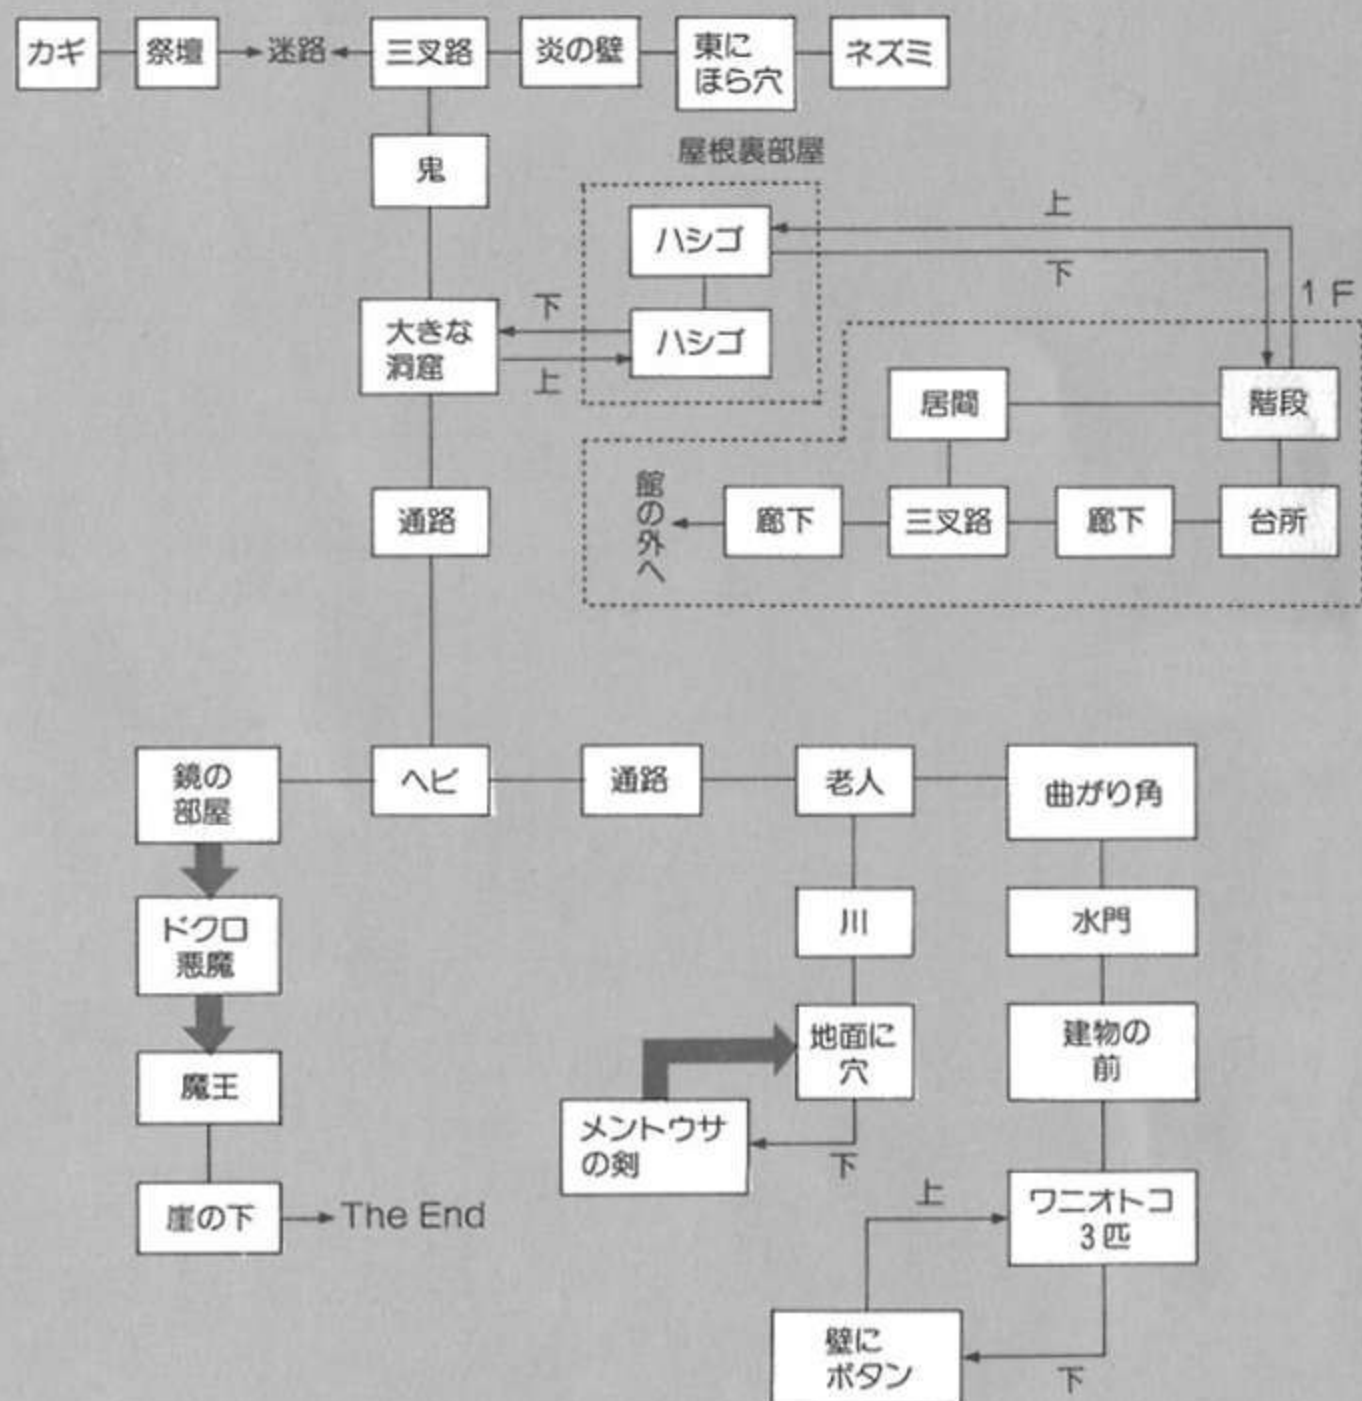 カギ
祭壇
迷路
三叉路
炎の壁
東に
ほら穴
ネズミ
鬼
屋根裏部屋
ハシゴ
上
下
1F
下
大きな
洞窟
ハシゴ
上
居間
階段
館の外へ
通路
廊下
三叉路
廊下
台所
鏡の
部屋
ヘビ
通路
老人
曲がり角
ドクロ
悪魔
川
水門
魔王
地面に
穴
建物の
前
メントウサ
の剣
下
崖の下
The End
上
ワニオトコ
3匹
壁に
ボタン
下